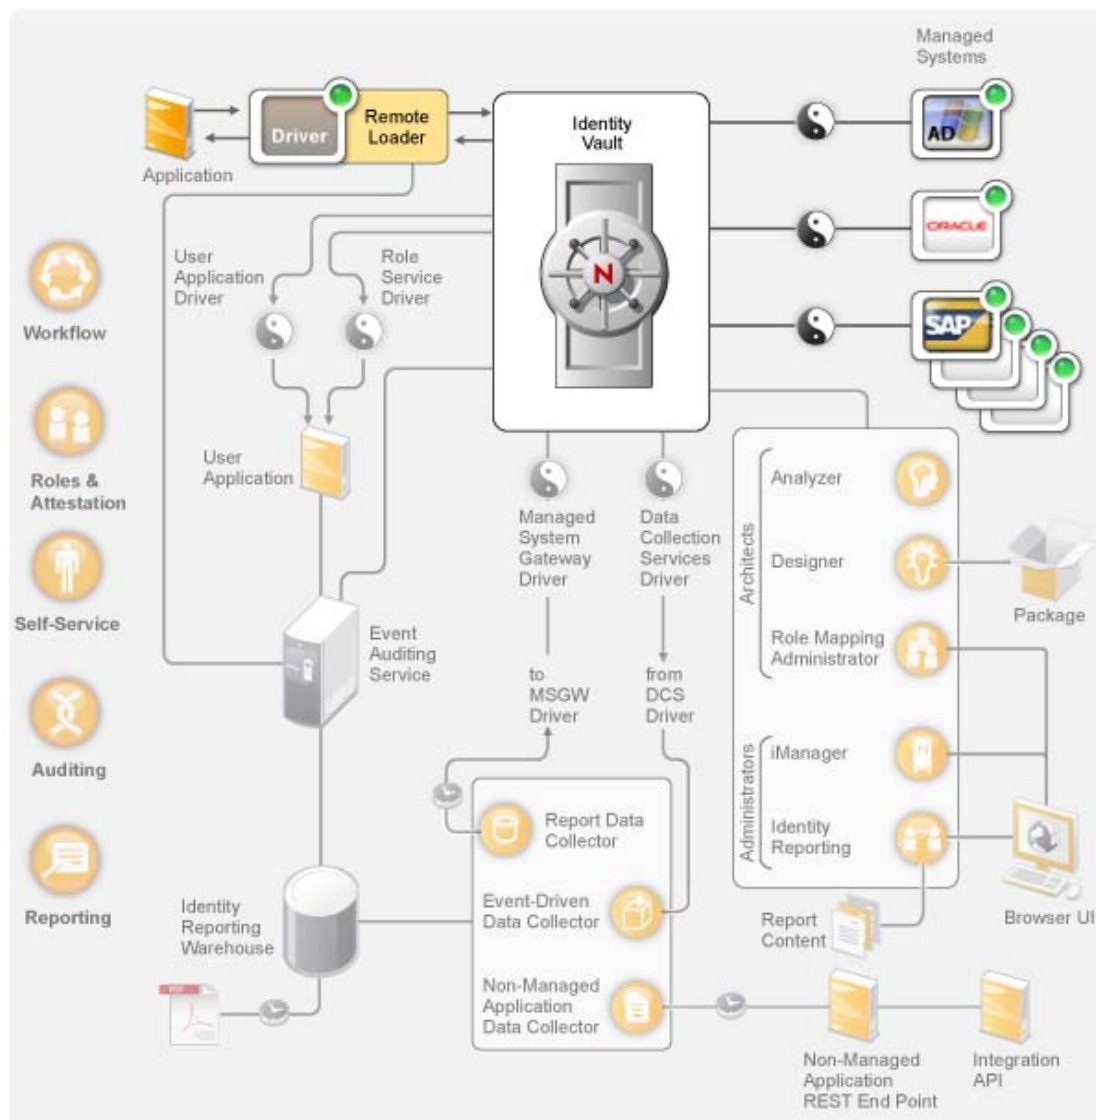 Managed
Systems
Driver
Remote
Loader
Application
Identity
Vault
N
AD
ORACLE
SAP
User
Application
Driver
Role
Service
Driver
Workflow
Roles &
Attestation
Self-Service
Auditing
Reporting
User
Application
Event
Auditing
Service
Managed
System
Gateway
Driver
Data
Collection
Services
Driver
to
MSGW
Driver
from
DCS
Driver
Architects
Analyzer
Designer
Role Mapping
Administrator
Package
Administrators
iManager
N
Identity
Reporting
Browser UI
Report
Content
Report Data
Collector
Event-Driven
Data Collector
Non-Managed
Application
Data Collector
Identity
Reporting
Warehouse
PDF
Non-Managed
Application
REST End Point
Integration
API